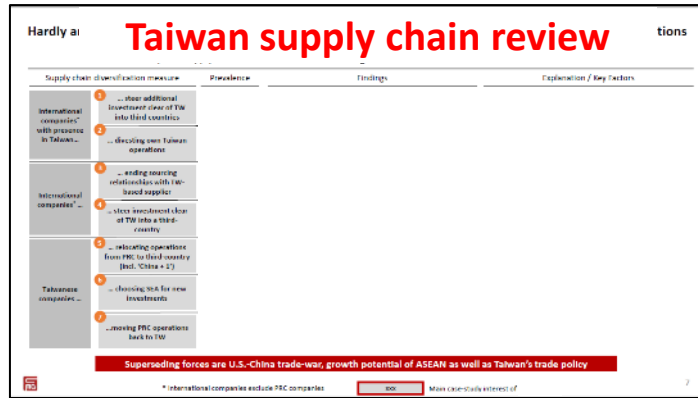 Hardly ar
Taiwan supply chain review
tions
Supply chain diversification measure
Prevalence
Findings
Explanation / Key Factors
International
companies*
with presence
in Taiwan...
1
... steer additional
investment clear of TW
into third countries
2
... divesting own Taiwan
operations
International
companies* ...
3
... ending sourcing
relationships with TW-
based supplier
4
... steer investment clear
of TW into a third-
country
Taiwanese
companies ...
5
... relocating operations
from PRC to third-country
(incl. 'China + 1')
6
... choosing SEA for new
investments
7
...moving PRC operations
back to TW
Superseding forces are U.S.-China trade-war, growth potential of ASEAN as well as Taiwan's trade policy
* International companies exclude PRC companies
xxx
Main case-study interest of
7